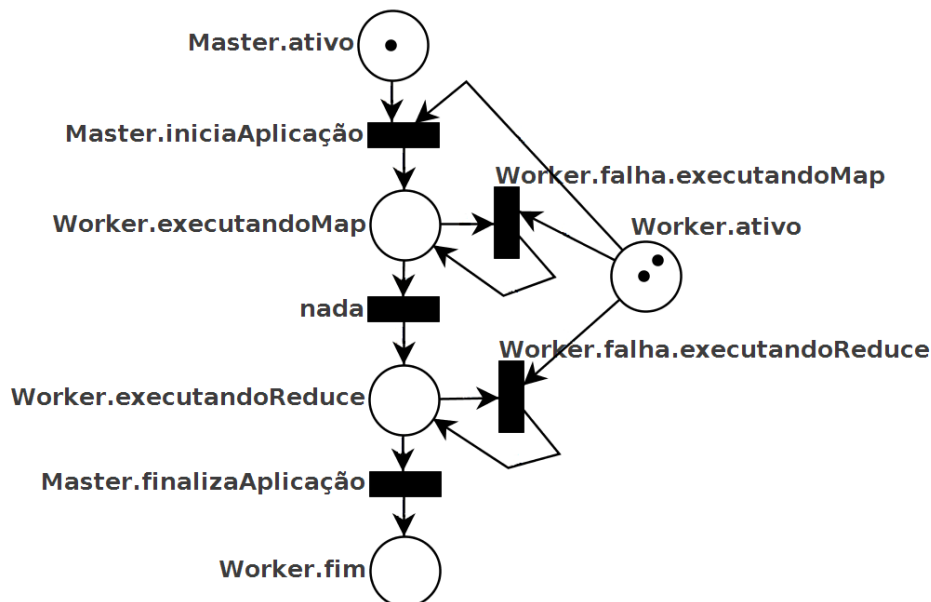 Master.ativo
Master.iniciaAplicação
Worker.falha.executandoMap
Worker.executandoMap
Worker.ativo
nada
Worker.falha.executandoReduce
Worker.executandoReduce
Master.finalizaAplicação
Worker.fim